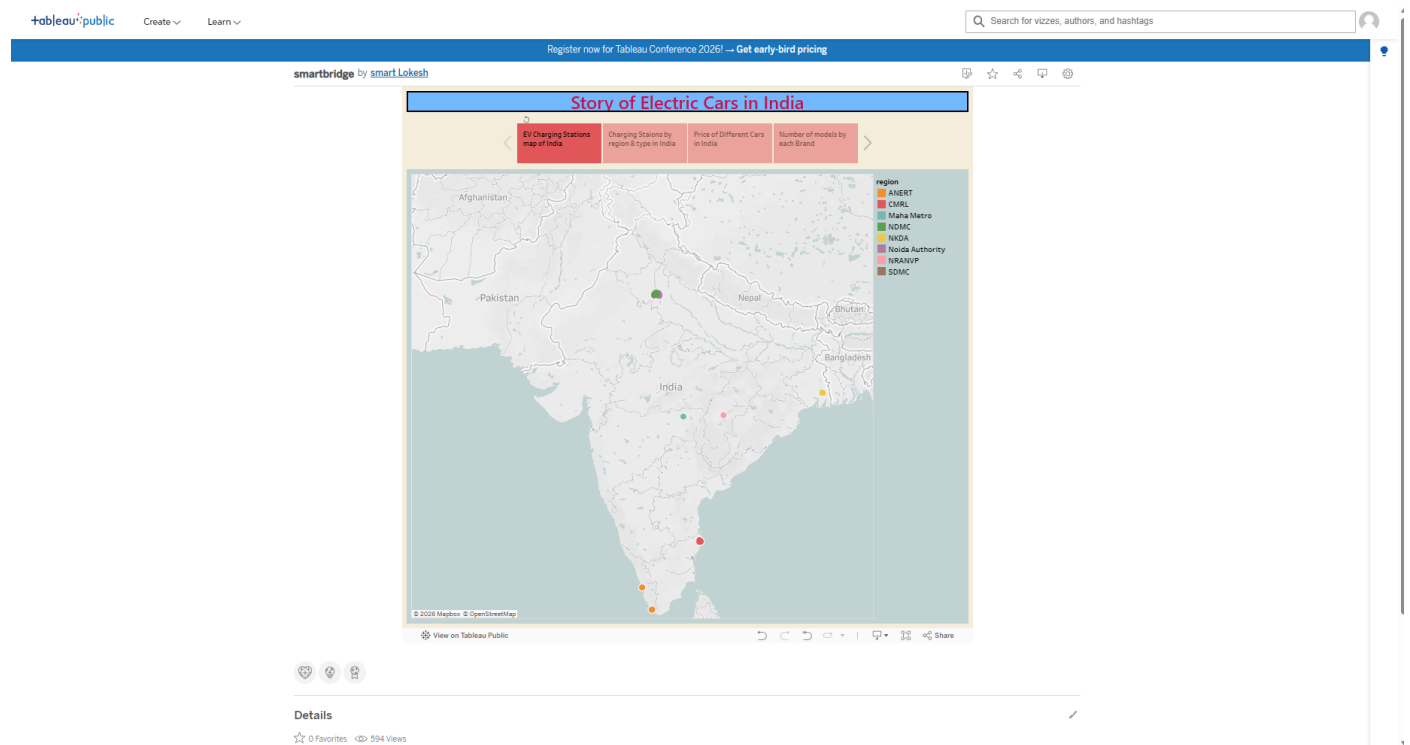 +ableau public
Create
Learn
Search for vizzes, authors, and hashtags
Register now for Tableau Conference 2026! → Get early-bird pricing
smartbridge by smart Lokesh
Story of Electric Cars in India
EV Charging Stations
map of India
Charging Staions by
region & type in India
Price of Different Cars
in India
Number of models by
each Brand
region
ANERT
CMRL
Maha Metro
NDMC
NKDA
Noida Authority
NRANVP
SDMC
Afghanistan
Pakistan
Nepal
Bhutan
Bangladesh
India
© 2026 Mapbox © OpenStreetMap
View on Tableau Public
Share
Details
0 Favorites
594 Views